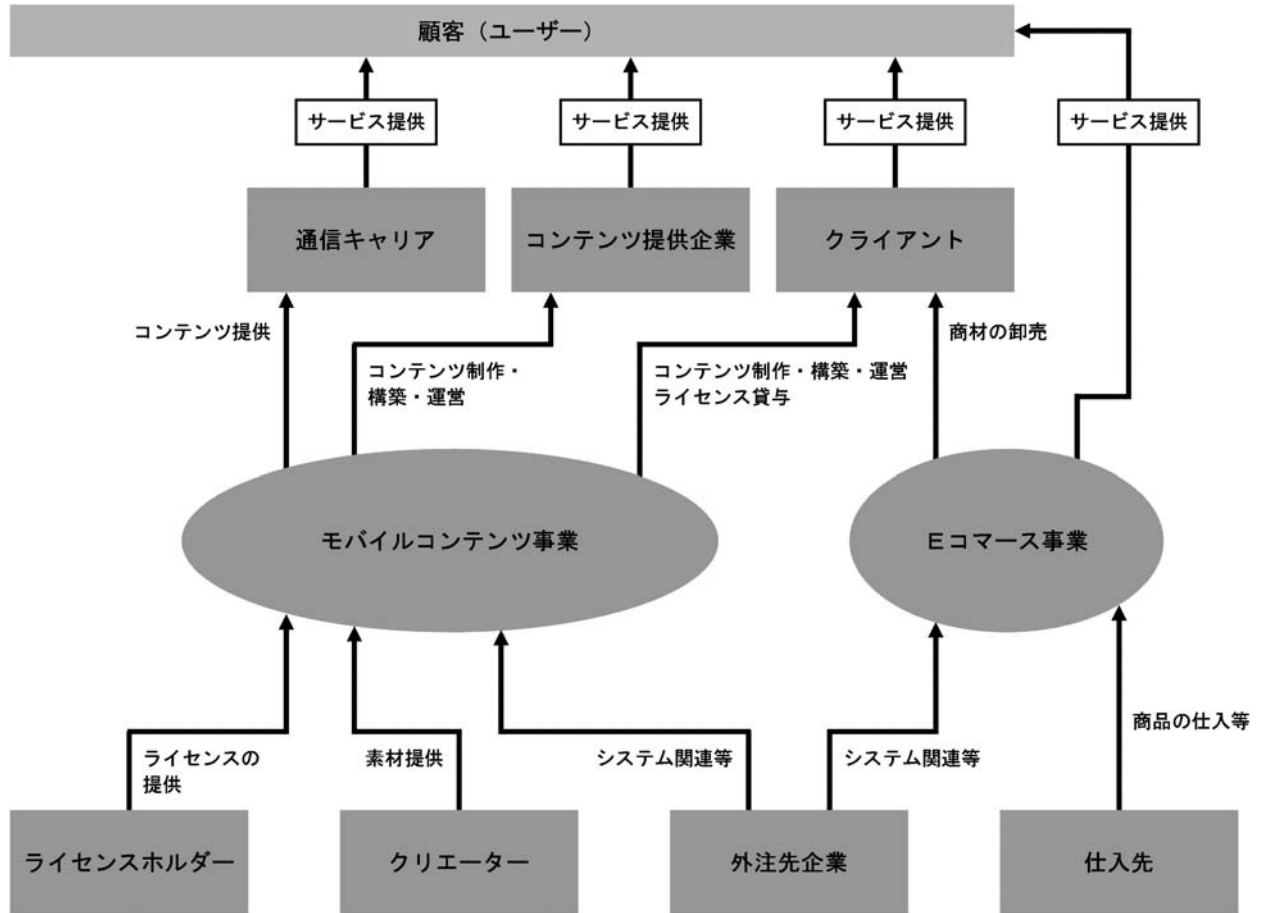 顧客（ユーザー）
サービス提供
サービス提供
サービス提供
サービス提供
通信キャリア
コンテンツ提供企業
クライアント
コンテンツ提供
コンテンツ制作・
構築・運営
コンテンツ制作・構築・運営
ライセンス貸与
商材の卸売
モバイルコンテンツ事業
Ｅコマース事業
ライセンスの
提供
素材提供
システム関連等
システム関連等
商品の仕入等
ライセンスホルダー
クリエーター
外注先企業
仕入先